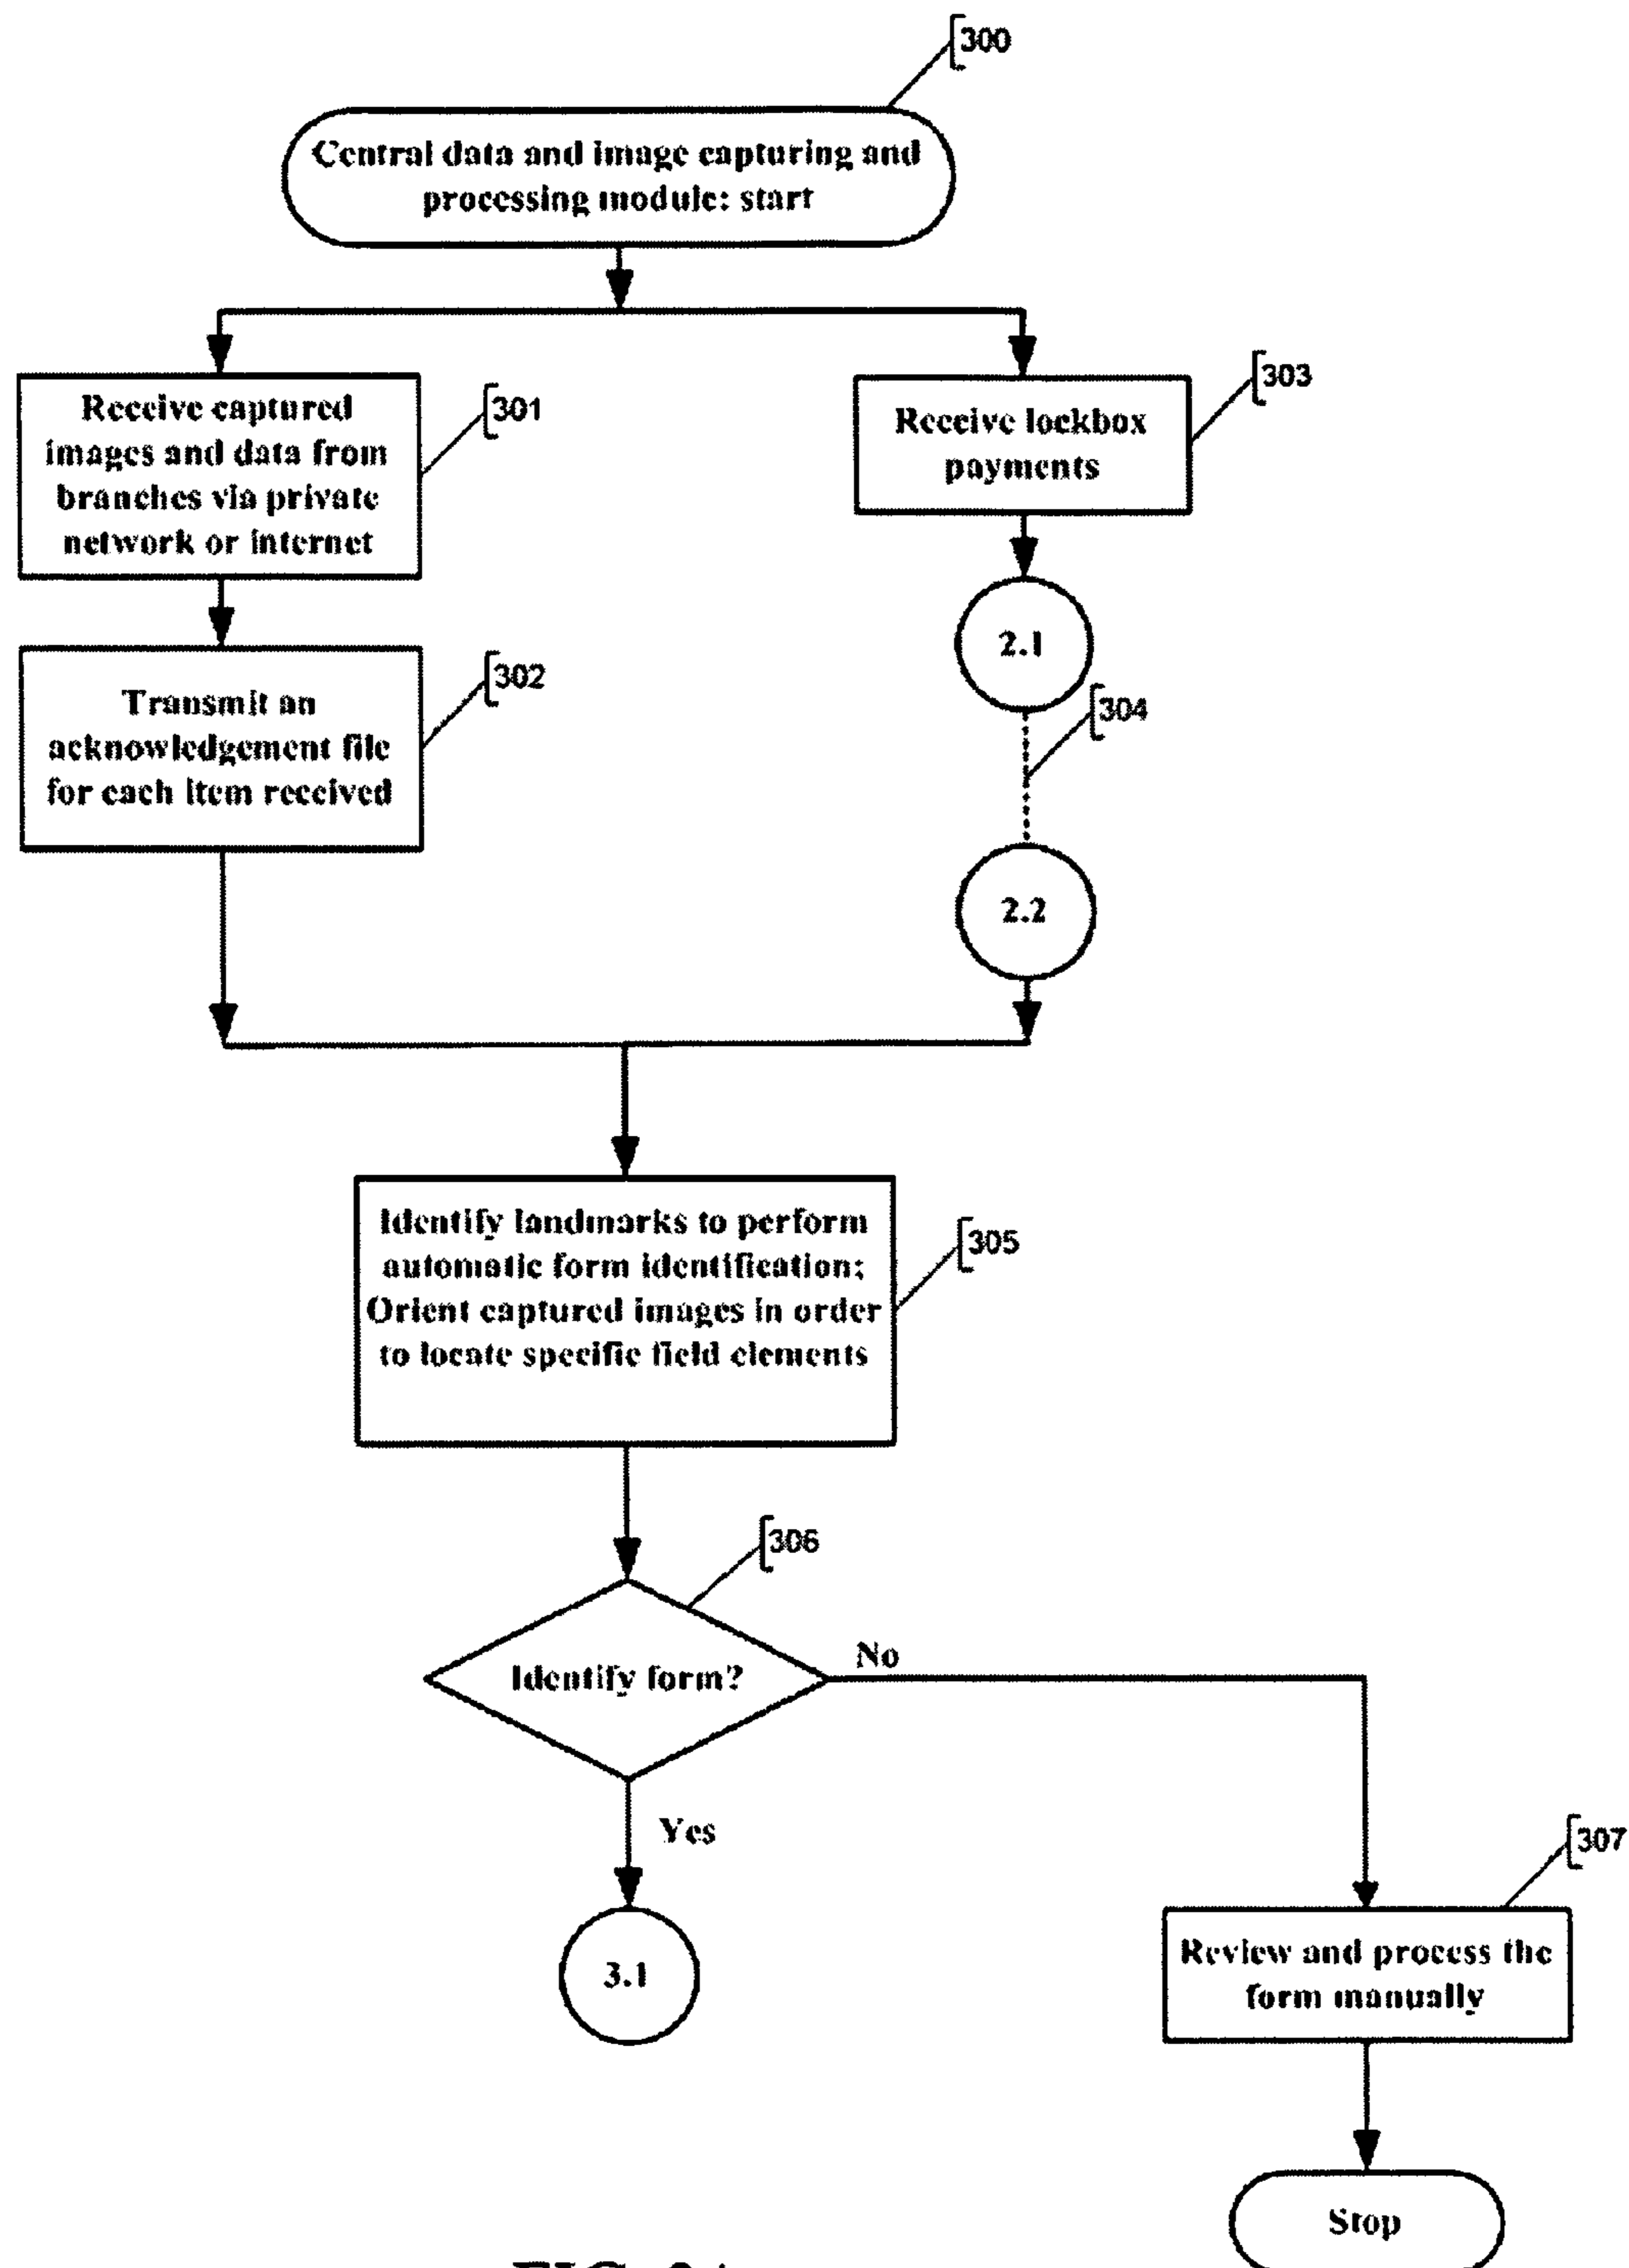 300
Central data and image capturing and
processing module: start
Receive captured
images and data from
branches via private
network or internet
301
Receive lockbox
payments
303
Transmit an
acknowledgement file
for each item received
302
2.1
304
2.2
Identify landmarks to perform
automatic form identification;
Orient captured images in order
to locate specific field elements
305
306
Identify form?
No
Yes
307
3.1
Review and process the
form manually
Stop